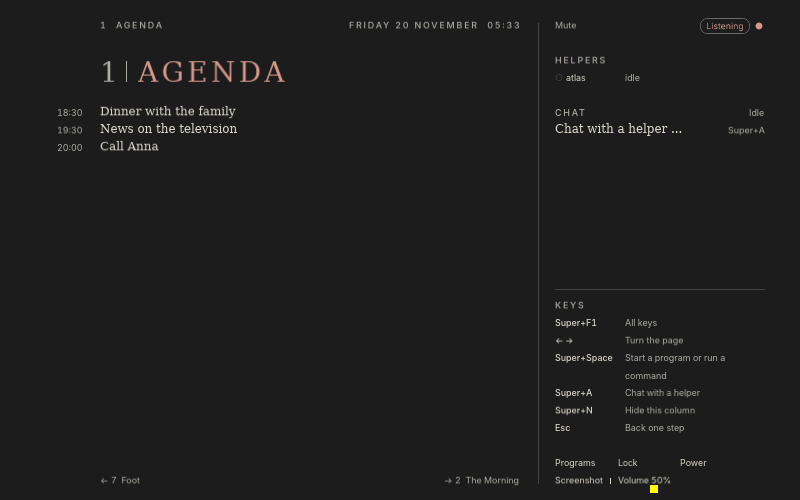 1 AGENDA
FRIDAY 20 NOVEMBER 05:33
1 | AGENDA
18:30 Dinner with the family
19:30 News on the television
20:00 Call Anna
← 7 Foot
→ 2 The Morning
Mute
Listening
HELPERS
atlas idle
CHAT Idle
Chat with a helper ... Super+A
KEYS
Super+F1 All keys
← → Turn the page
Super+Space Start a program or run a
command
Super+A Chat with a helper
Super+N Hide this column
Esc Back one step
Programs Lock Power
Screenshot Volume 50%